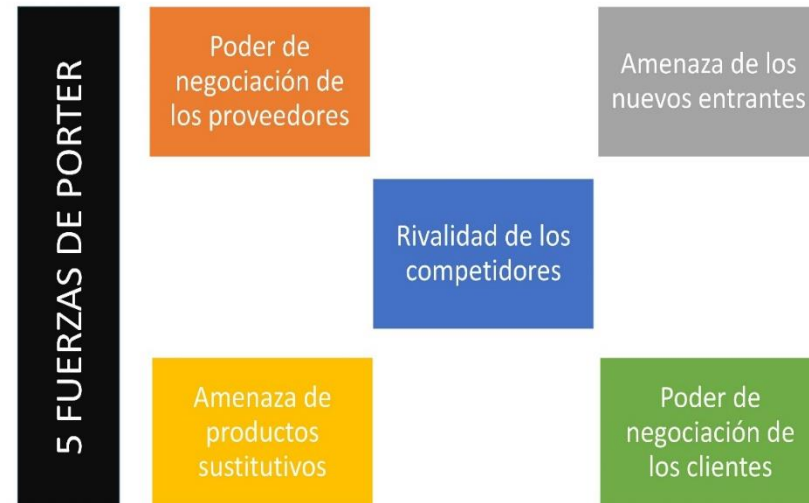 5 FUERZAS DE PORTER
Poder de
negociación de
los proveedores
Amenaza de los
nuevos entrantes
Rivalidad de los
competidores
Amenaza de
productos
sustitutivos
Poder de
negociación de
los clientes